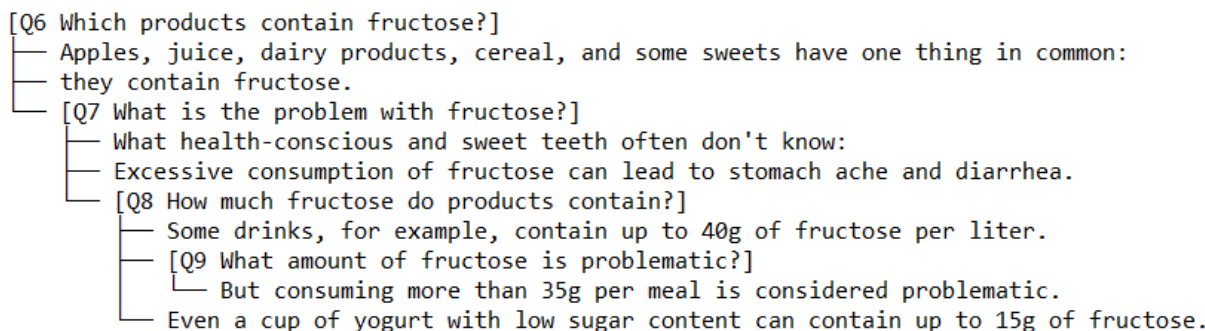 [Q6 Which products contain fructose?]
├── Apples, juice, dairy products, cereal, and some sweets have one thing in common:
├── they contain fructose.
└── [Q7 What is the problem with fructose?]
    ├── What health-conscious and sweet teeth often don't know:
    ├── Excessive consumption of fructose can lead to stomach ache and diarrhea.
    └── [Q8 How much fructose do products contain?]
        ├── Some drinks, for example, contain up to 40g of fructose per liter.
        ├── [Q9 What amount of fructose is problematic?]
        │   └── But consuming more than 35g per meal is considered problematic.
        └── Even a cup of yogurt with low sugar content can contain up to 15g of fructose.